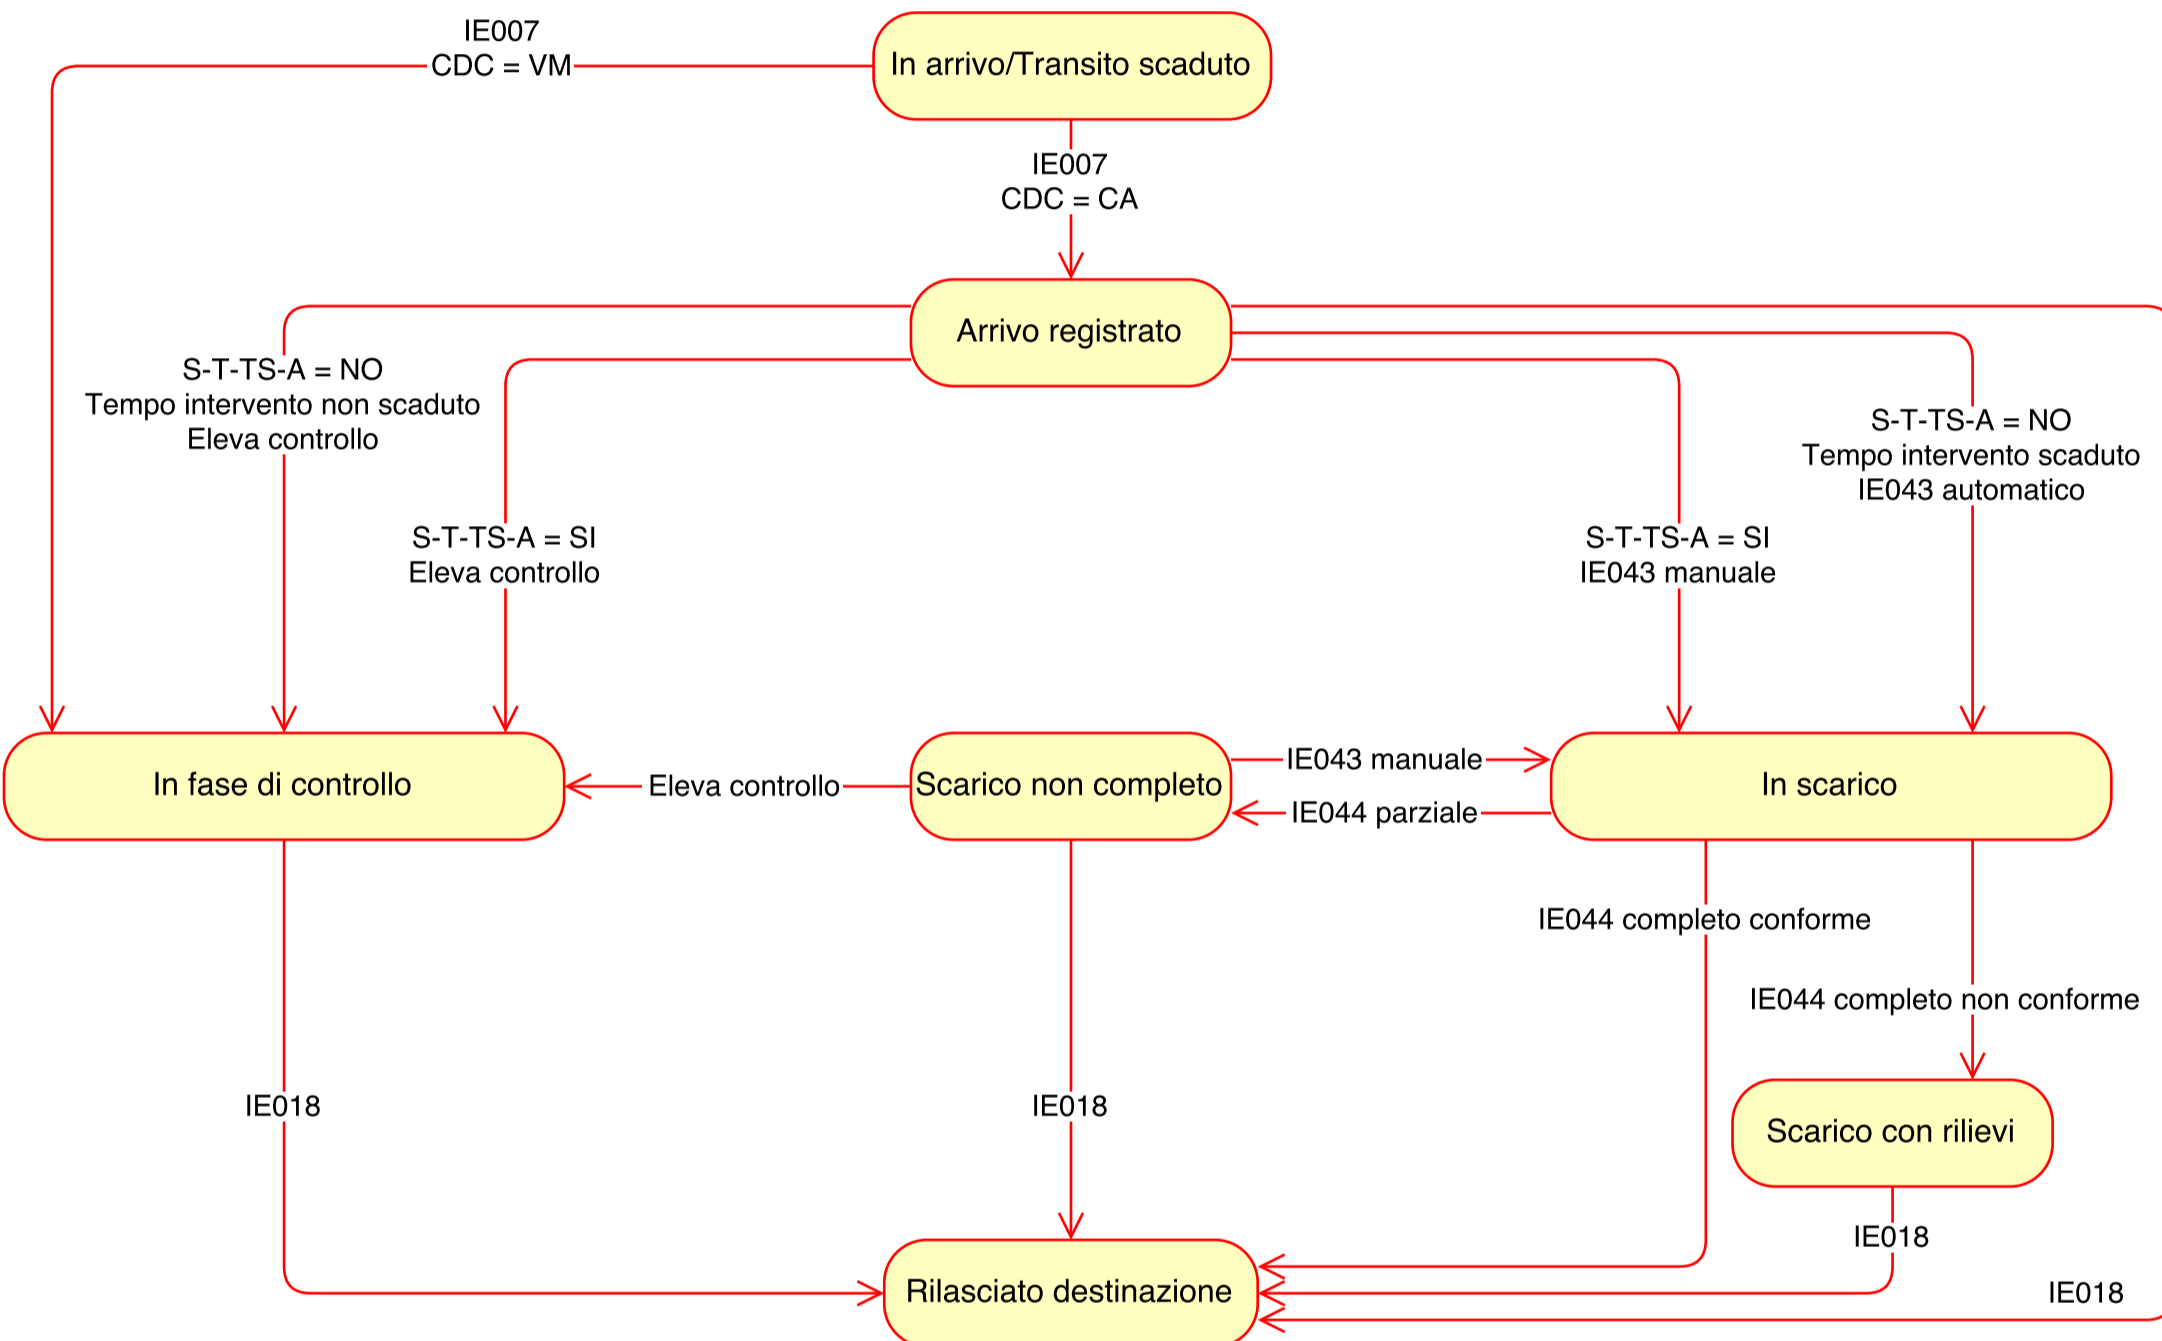 IE007
CDC = VM
In arrivo/Transito scaduto
IE007
CDC = CA
Arrivo registrato
S-T-TS-A = NO
Tempo intervento non scaduto
Eleva controllo
S-T-TS-A = SI
Eleva controllo
S-T-TS-A = SI
IE043 manuale
S-T-TS-A = NO
Tempo intervento scaduto
IE043 automatico
In fase di controllo
Eleva controllo
Scarico non completo
IE043 manuale
IE044 parziale
In scarico
IE044 completo conforme
IE044 completo non conforme
IE018
IE018
Scarico con rilievi
IE018
Rilasciato destinazione
IE018